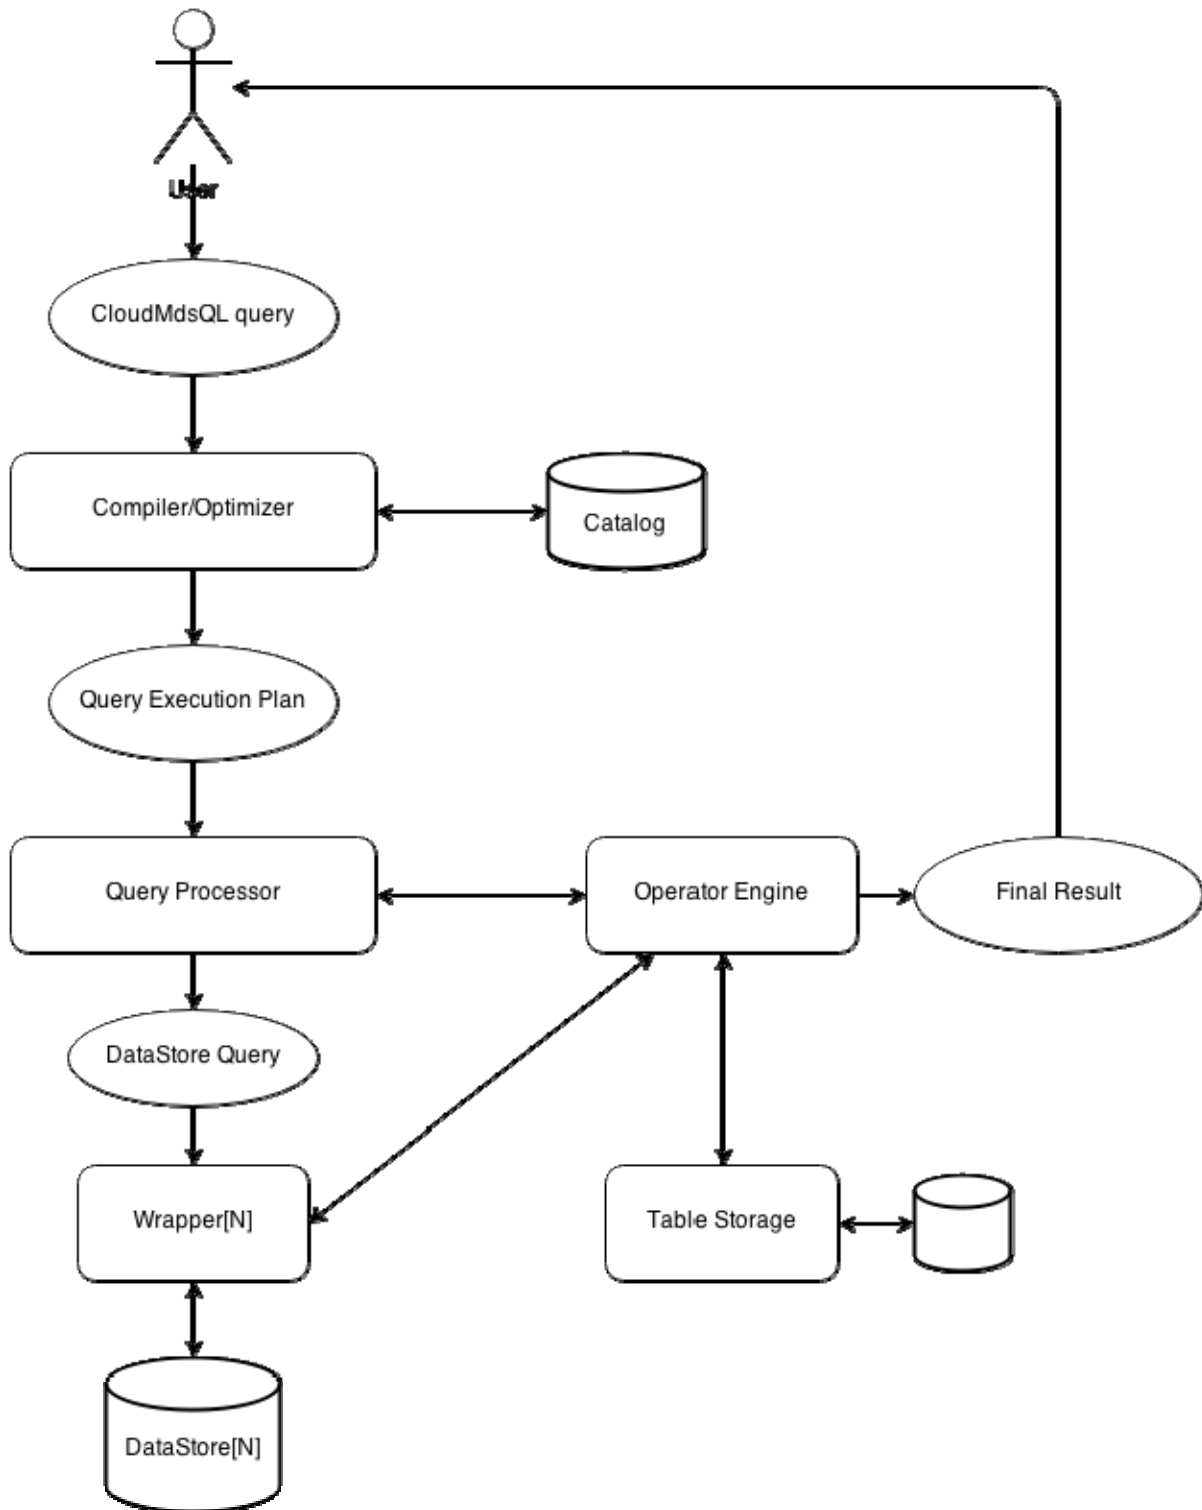 User
CloudMdsQL query
Compiler/Optimizer
Catalog
Query Execution Plan
Query Processor
Operator Engine
Final Result
DataStore Query
Wrapper[N]
Table Storage
DataStore[N]